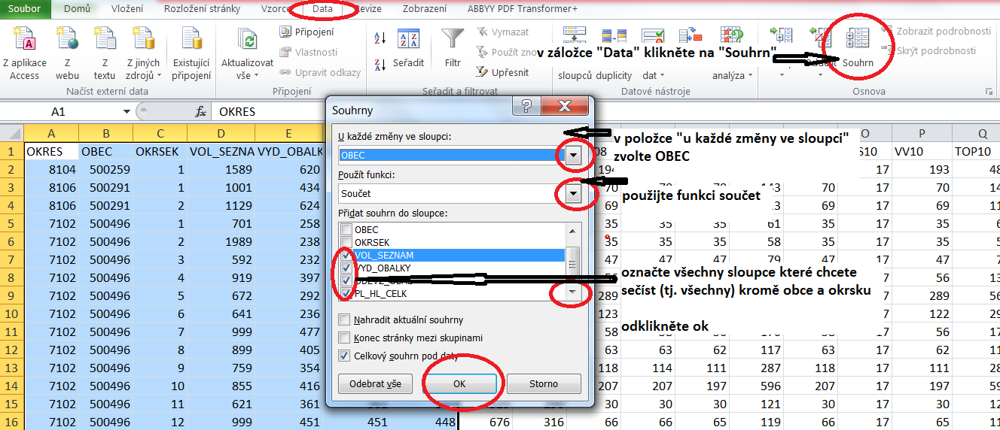 Soubor Domů Vložení Rozložení stránky Vzorce Data Revize Zobrazení ABBYY PDF Transformer+
Z aplikace Access
Z webu
Z textu
Z jiných zdrojů
Existující připojení
Načíst externí data
Aktualizovat vše
Připojení
Vlastnosti
Upravit odkazy
Připojení
Seřadit
Filtr
Vymazat
Použít zno
Upřesnit
Seřadit a filtrovat
sloupců duplicity dat analýza
Datové nástroje
Souhrn
Zobrazit podrobnosti
Skrýt podrobnosti
Osnova
v záložce "Data" klikněte na "Souhrn"
A1 fx OKRES
A B C D E O P Q
1 OKRES OBEC OKRSEK VOL_SEZNA VYD_OBALK 08 S10 VV10 TOP10
2 8104 500259 1 1589 620 194 17 193 48
3 8106 500291 1 1001 434 70 70 70 143 70 17 70 14
4 8106 500291 2 1129 624 69 3 69 17 69 11
5 7102 500496 1 701 258 35 35 35 61 35 17 35 6
6 7102 500496 2 1989 238 35 35 35 58 35 17 35
7 7102 500496 3 592 232 47 47 47 79 47 17 47 7
8 7102 500496 4 919 397 56 7 56 13
9 7102 500496 5 672 292 289 7 289 56
10 7102 500496 6 641 236 123 7 122 29
11 7102 500496 7 999 477 58 17 56 17
12 7102 500496 8 899 405 63 63 62 117 63 17 62 11
13 7102 500496 9 759 354 118 114 111 287 118 17 111 28
14 7102 500496 10 855 416 207 207 197 596 207 17 197 59
15 7102 500496 11 621 361 30 30 30 121 30 17 30 12
16 7102 500496 12 999 451 451 448 676 316 66 66 65 119 66 17 65 11
Souhrny
U každé změny ve sloupci:
OBEC
Použít funkci:
Součet
Přidat souhrn do sloupce:
OBEC
OKRSEK
VOL_SEZNAM
VYD_OBALKY
PL_HL_CELK
Nahradit aktuální souhrny
Konec stránky mezi skupinami
Celkový souhrn pod daty
Odebrat vše OK Storno
v položce "u každé změny ve sloupci"
zvolte OBEC
použijte funkci součet
označte všechny sloupce které chcete
sečíst (tj. všechny) kromě obce a okrsku
odklikněte ok